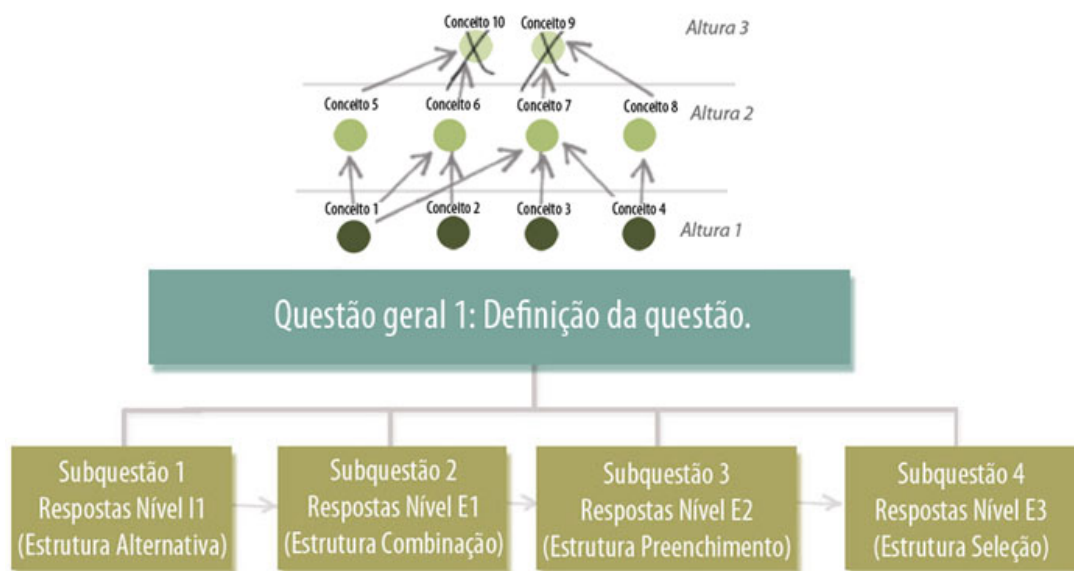 Conceito 10 Conceito 9
Altura 3
Conceito 5 Conceito 6 Conceito 7 Conceito 8
Altura 2
Conceito 1 Conceito 2 Conceito 3 Conceito 4
Altura 1
Questão geral 1: Definição da questão.
Subquestão 1
Respostas Nível I1
(Estrutura Alternativa)
Subquestão 2
Respostas Nível E1
(Estrutura Combinação)
Subquestão 3
Respostas Nível E2
(Estrutura Preenchimento)
Subquestão 4
Respostas Nível E3
(Estrutura Seleção)